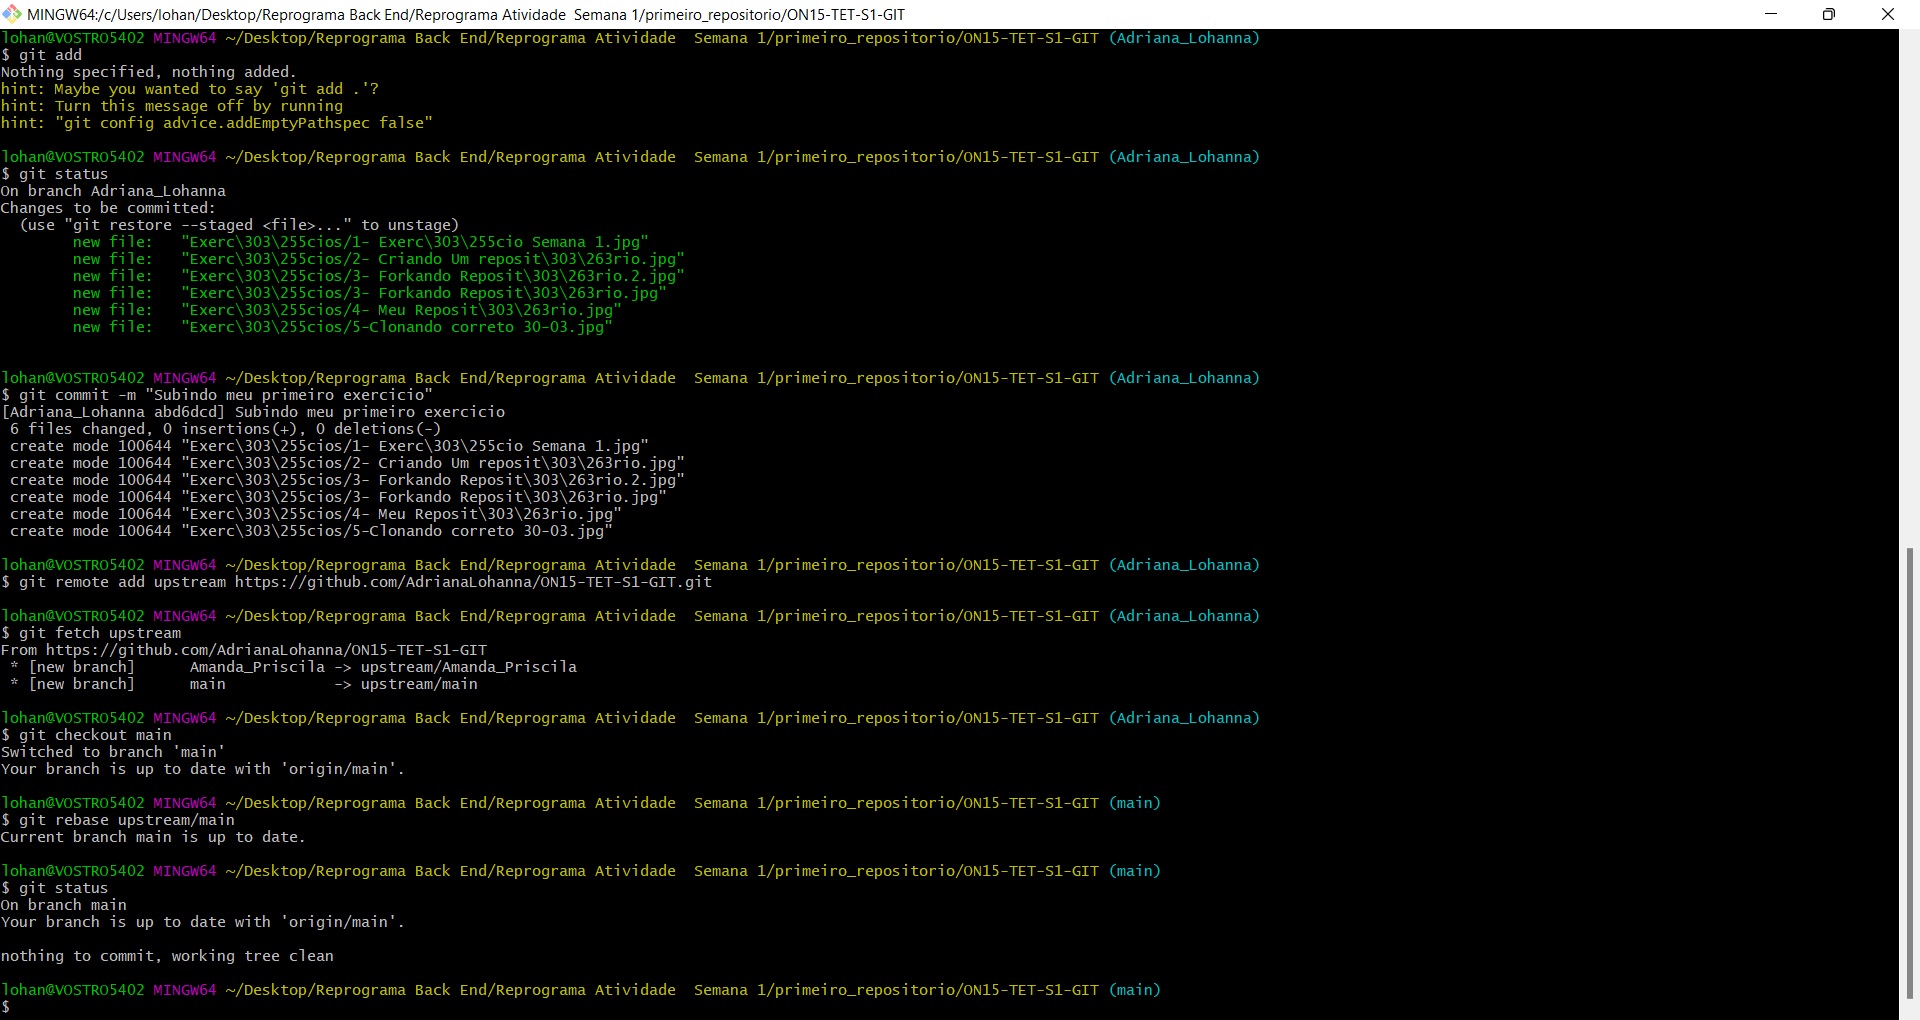 MINGW64:/c/Users/lohan/Desktop/Reprograma Back End/Reprograma Atividade  Semana 1/primeiro_repositorio/ON15-TET-S1-GIT
lohan@VOSTRO5402 MINGW64 ~/Desktop/Reprograma Back End/Reprograma Atividade  Semana 1/primeiro_repositorio/ON15-TET-S1-GIT (Adriana_Lohanna)
$ git add
Nothing specified, nothing added.
hint: Maybe you wanted to say 'git add .'?
hint: Turn this message off by running
hint: "git config advice.addEmptyPathspec false"
lohan@VOSTRO5402 MINGW64 ~/Desktop/Reprograma Back End/Reprograma Atividade  Semana 1/primeiro_repositorio/ON15-TET-S1-GIT (Adriana_Lohanna)
$ git status
On branch Adriana_Lohanna
Changes to be committed:
  (use "git restore --staged <file>..." to unstage)
        new file:   "Exerc\303\255cios/1- Exerc\303\255cio Semana 1.jpg"
        new file:   "Exerc\303\255cios/2- Criando Um reposit\303\263rio.jpg"
        new file:   "Exerc\303\255cios/3- Forkando Reposit\303\263rio.2.jpg"
        new file:   "Exerc\303\255cios/3- Forkando Reposit\303\263rio.jpg"
        new file:   "Exerc\303\255cios/4- Meu Reposit\303\263rio.jpg"
        new file:   "Exerc\303\255cios/5-Clonando correto 30-03.jpg"
lohan@VOSTRO5402 MINGW64 ~/Desktop/Reprograma Back End/Reprograma Atividade  Semana 1/primeiro_repositorio/ON15-TET-S1-GIT (Adriana_Lohanna)
$ git commit -m "Subindo meu primeiro exercicio"
[Adriana_Lohanna abd6dcd] Subindo meu primeiro exercicio
 6 files changed, 0 insertions(+), 0 deletions(-)
 create mode 100644 "Exerc\303\255cios/1- Exerc\303\255cio Semana 1.jpg"
 create mode 100644 "Exerc\303\255cios/2- Criando Um reposit\303\263rio.jpg"
 create mode 100644 "Exerc\303\255cios/3- Forkando Reposit\303\263rio.2.jpg"
 create mode 100644 "Exerc\303\255cios/3- Forkando Reposit\303\263rio.jpg"
 create mode 100644 "Exerc\303\255cios/4- Meu Reposit\303\263rio.jpg"
 create mode 100644 "Exerc\303\255cios/5-Clonando correto 30-03.jpg"
lohan@VOSTRO5402 MINGW64 ~/Desktop/Reprograma Back End/Reprograma Atividade  Semana 1/primeiro_repositorio/ON15-TET-S1-GIT (Adriana_Lohanna)
$ git remote add upstream https://github.com/AdrianaLohanna/ON15-TET-S1-GIT.git
lohan@VOSTRO5402 MINGW64 ~/Desktop/Reprograma Back End/Reprograma Atividade  Semana 1/primeiro_repositorio/ON15-TET-S1-GIT (Adriana_Lohanna)
$ git fetch upstream
From https://github.com/AdrianaLohanna/ON15-TET-S1-GIT
 * [new branch]      Amanda_Priscila -> upstream/Amanda_Priscila
 * [new branch]      main            -> upstream/main
lohan@VOSTRO5402 MINGW64 ~/Desktop/Reprograma Back End/Reprograma Atividade  Semana 1/primeiro_repositorio/ON15-TET-S1-GIT (Adriana_Lohanna)
$ git checkout main
Switched to branch 'main'
Your branch is up to date with 'origin/main'.
lohan@VOSTRO5402 MINGW64 ~/Desktop/Reprograma Back End/Reprograma Atividade  Semana 1/primeiro_repositorio/ON15-TET-S1-GIT (main)
$ git rebase upstream/main
Current branch main is up to date.
lohan@VOSTRO5402 MINGW64 ~/Desktop/Reprograma Back End/Reprograma Atividade  Semana 1/primeiro_repositorio/ON15-TET-S1-GIT (main)
$ git status
On branch main
Your branch is up to date with 'origin/main'.
nothing to commit, working tree clean
lohan@VOSTRO5402 MINGW64 ~/Desktop/Reprograma Back End/Reprograma Atividade  Semana 1/primeiro_repositorio/ON15-TET-S1-GIT (main)
$